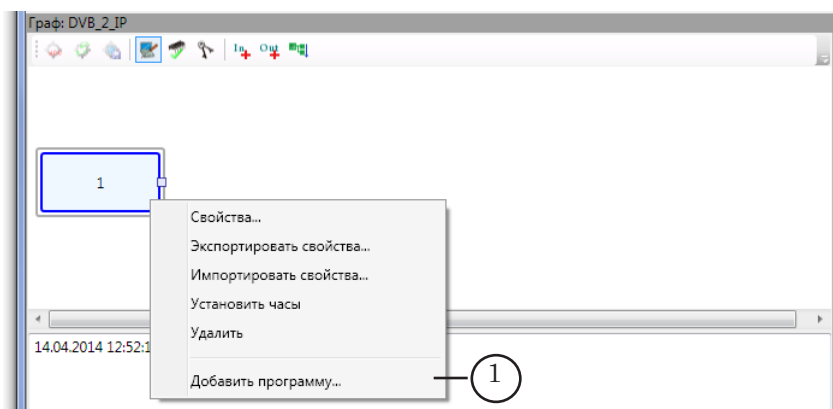 Граф: DVB_2_IP
In Out
1
Свойства...
Экспортировать свойства...
Импортировать свойства...
Установить часы
Удалить
14.04.2014 12:52:1
Добавить программу...
1